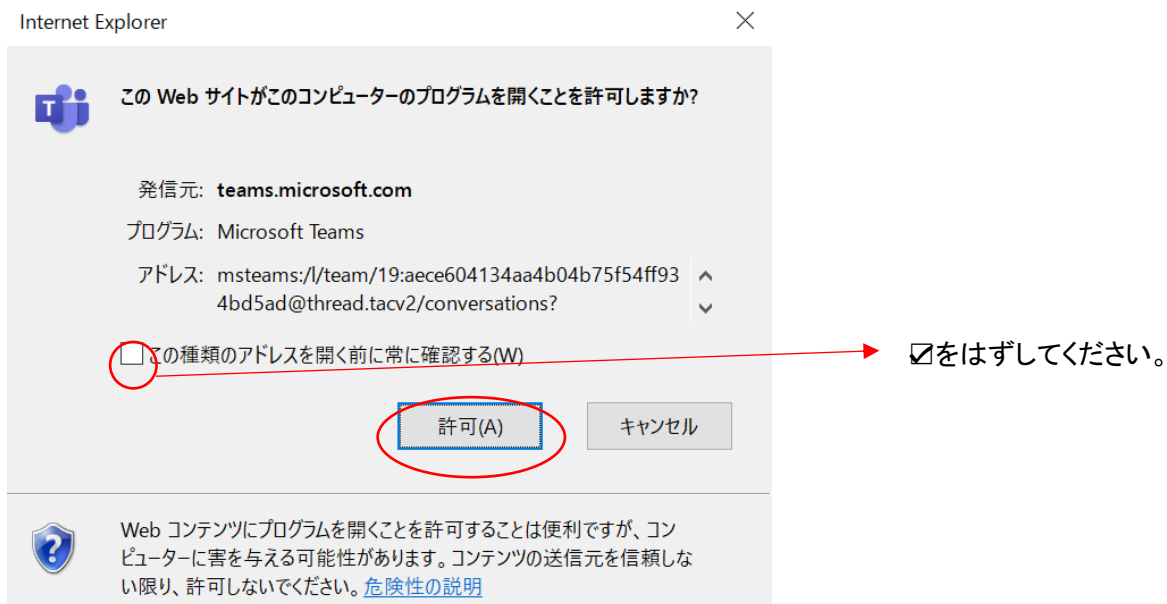 Internet Explorer
この Web サイトがこのコンピューターのプログラムを開くことを許可しますか?
発信元: teams.microsoft.com
プログラム: Microsoft Teams
アドレス: msteams:/l/team/19:aece604134aa4b04b75f54ff93
4bd5ad@thread.tacv2/conversations?
この種類のアドレスを開く前に常に確認する(W)
☑をはずしてください。
許可(A)
キャンセル
Web コンテンツにプログラムを開くことを許可することは便利ですが、コン
ピューターに害を与える可能性があります。コンテンツの送信元を信頼しな
い限り、許可しないでください。危険性の説明